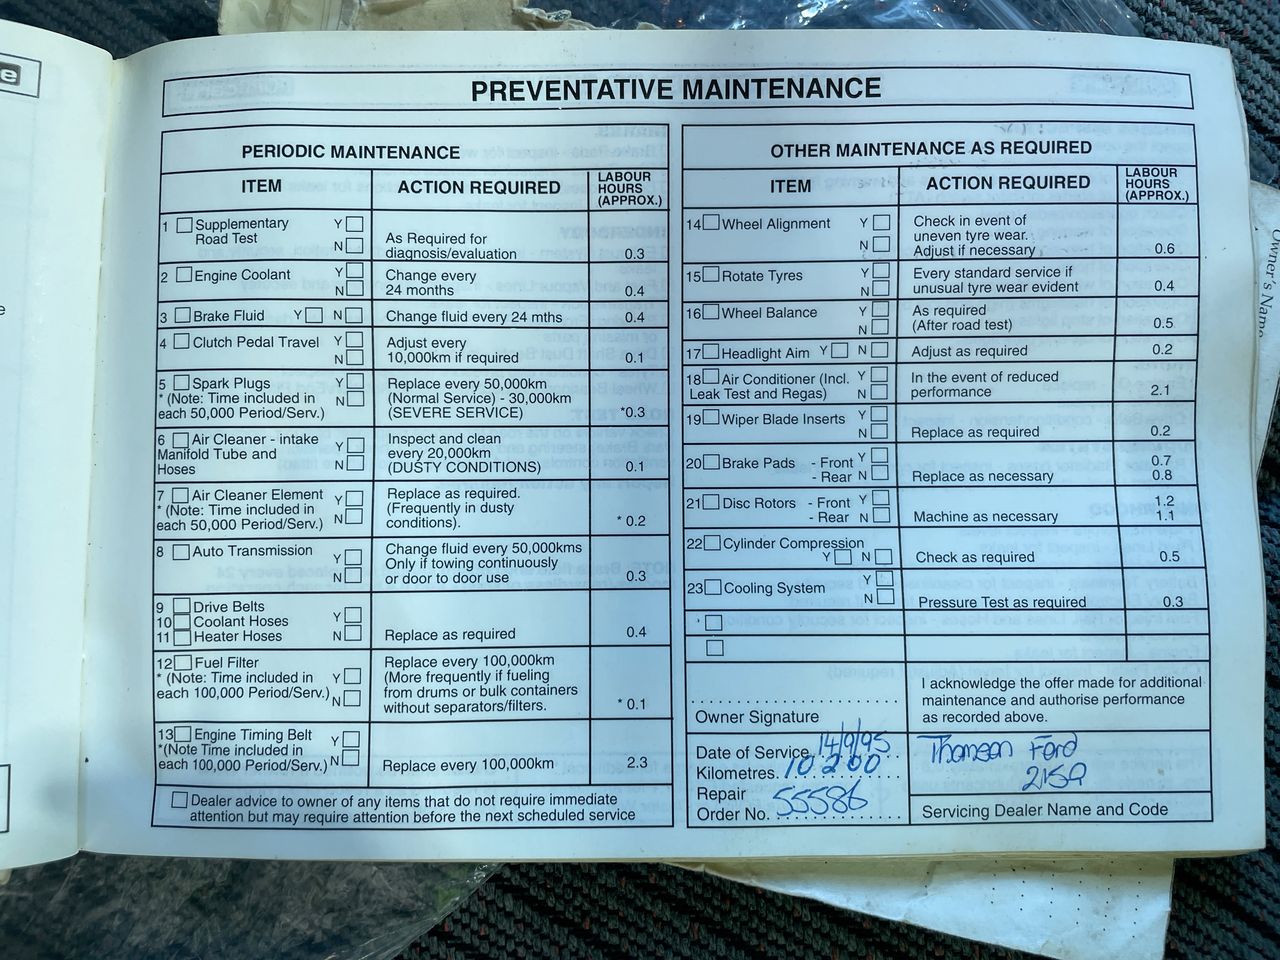 e
e
PREVENTATIVE MAINTENANCE
PERIODIC MAINTENANCE
ITEM ACTION REQUIRED LABOUR HOURS (APPROX.)
1 Supplementary Y
Road Test N As Required for
diagnosis/evaluation 0.3
2 Engine Coolant Y Change every
N 24 months 0.4
3 Brake Fluid Y N Change fluid every 24 mths 0.4
4 Clutch Pedal Travel Y Adjust every
N 10,000km if required 0.1
5 Spark Plugs Y Replace every 50,000km
* (Note: Time included in N (Normal Service) - 30,000km
each 50,000 Period/Serv.) (SEVERE SERVICE) *0.3
6 Air Cleaner - intake Y Inspect and clean
Manifold Tube and every 20,000km
Hoses N (DUSTY CONDITIONS) 0.1
7 Air Cleaner Element Y Replace as required.
* (Note: Time included in (Frequently in dusty
each 50,000 Period/Serv.) N conditions). * 0.2
8 Auto Transmission Y Change fluid every 50,000kms
Only if towing continuously
N or door to door use 0.3
9 Drive Belts
10 Coolant Hoses Y
11 Heater Hoses N Replace as required 0.4
12 Fuel Filter Replace every 100,000km
* (Note: Time included in Y (More frequently if fueling
each 100,000 Period/Serv.) N from drums or bulk containers
without separators/filters. * 0.1
13 Engine Timing Belt Y
*(Note Time included in
each 100,000 Period/Serv.) N Replace every 100,000km 2.3
Dealer advice to owner of any items that do not require immediate
attention but may require attention before the next scheduled service
OTHER MAINTENANCE AS REQUIRED
ITEM ACTION REQUIRED LABOUR HOURS (APPROX.)
14 Wheel Alignment Y Check in event of
uneven tyre wear.
N Adjust if necessary 0.6
15 Rotate Tyres Y Every standard service if
N unusual tyre wear evident 0.4
16 Wheel Balance Y As required
N (After road test) 0.5
17 Headlight Aim Y N Adjust as required 0.2
18 Air Conditioner (Incl. Y In the event of reduced
Leak Test and Regas) N performance 2.1
19 Wiper Blade Inserts Y
N Replace as required 0.2
20 Brake Pads - Front Y 0.7
- Rear N Replace as necessary 0.8
21 Disc Rotors - Front Y 1.2
- Rear N Machine as necessary 1.1
22 Cylinder Compression
Y N Check as required 0.5
23 Cooling System Y
N Pressure Test as required 0.3
I acknowledge the offer made for additional
maintenance and authorise performance
as recorded above.
Owner Signature
Date of Service 14/9/95
Kilometres. 10200
Repair
Order No. 55586
Thomson Ford
2159
Servicing Dealer Name and Code
Owner's Name